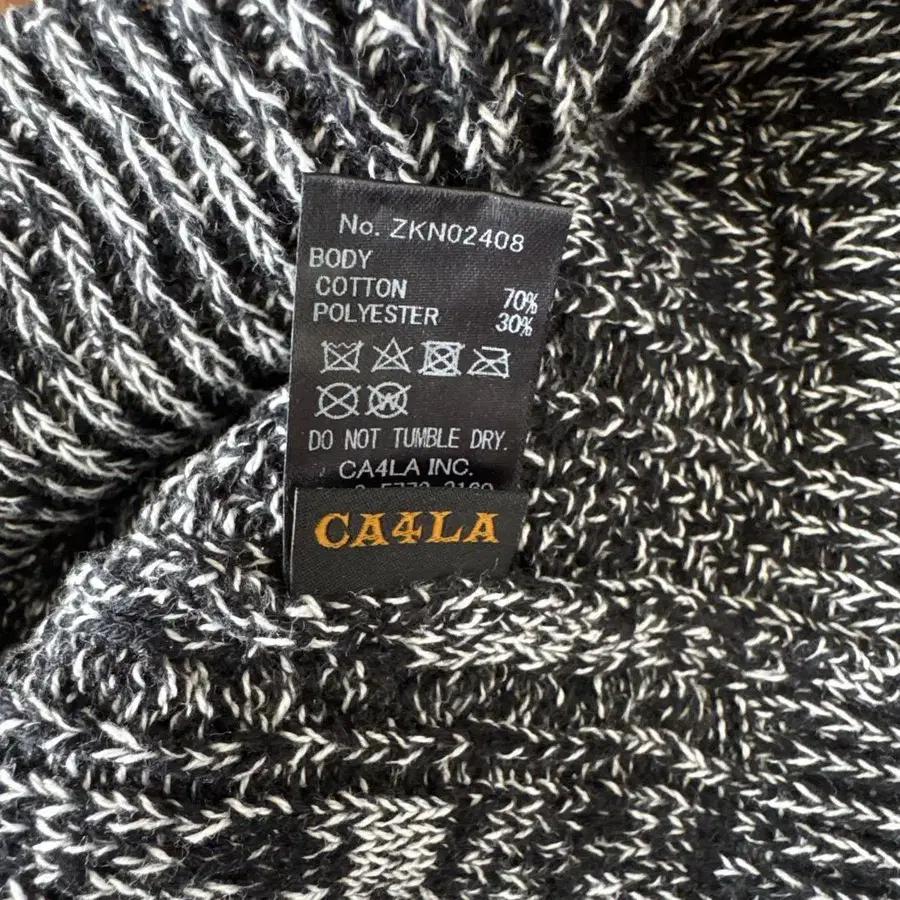 No. ZKN02408
BODY
COTTON 70%
POLYESTER 30%
DO NOT TUMBLE DRY.
CA4LA INC.
CA4LA